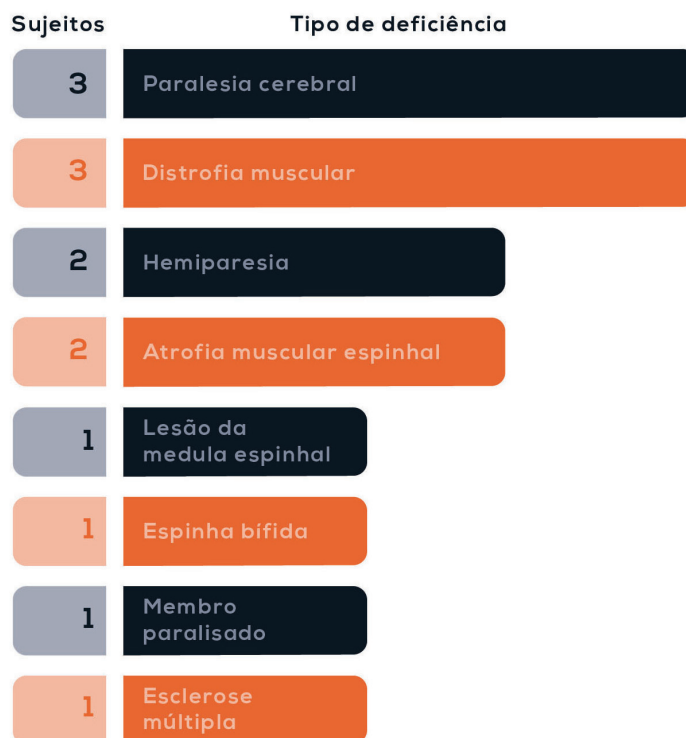 Sujeitos Tipo de deficiência
3 Paralesia cerebral
3 Distrofia muscular
2 Hemiparesia
2 Atrofia muscular espinhal
1 Lesão da
medula espinhal
1 Espinha bífida
1 Membro
paralisado
1 Esclerose
múltipla